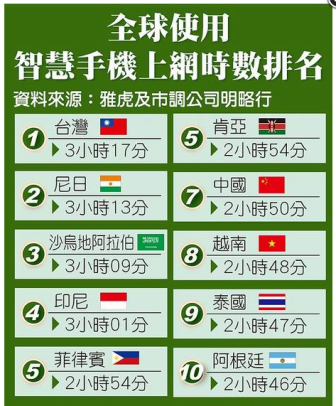 全球使用
智慧手機上網時數排名
資料來源：雅虎及市調公司明略行
1 台灣
3小時17分
2 尼日
3小時13分
3 沙烏地阿拉伯
3小時09分
4 印尼
3小時01分
5 菲律賓
2小時54分
5 肯亞
2小時54分
7 中國
2小時50分
8 越南
2小時48分
9 泰國
2小時47分
10 阿根廷
2小時46分